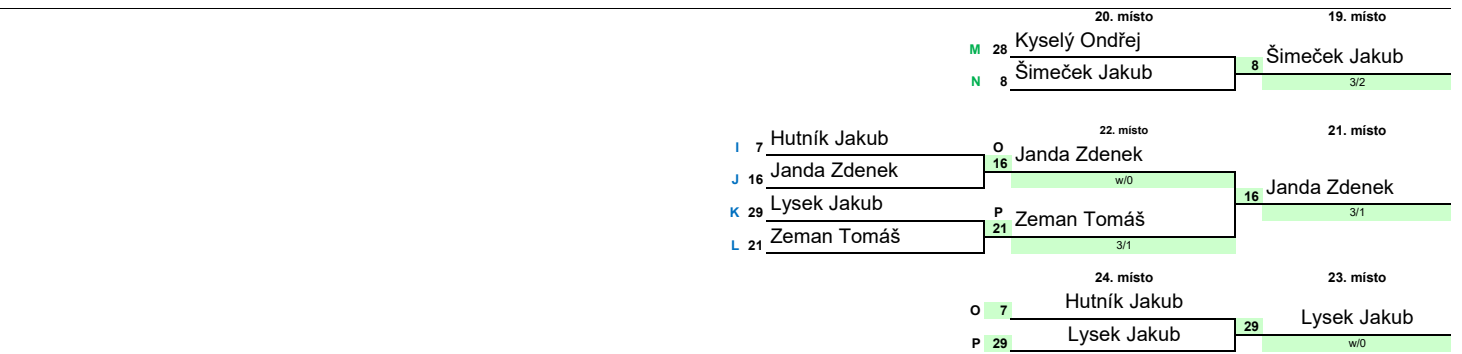 20. místo 19. místo
M 28 Kyselý Ondřej
8 Šimeček Jakub
N 8 Šimeček Jakub
3/2
22. místo 21. místo
I 7 Hutník Jakub
O
16 Janda Zdenek
J 16 Janda Zdenek
w/0
16 Janda Zdenek
K 29 Lysek Jakub
3/1
P
21 Zeman Tomáš
L 21 Zeman Tomáš
3/1
24. místo 23. místo
O 7 Hutník Jakub
29 Lysek Jakub
P 29 Lysek Jakub
w/0